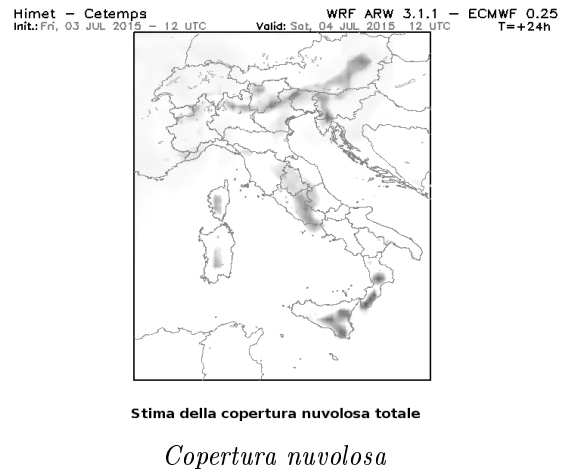 Himet – Cetemps WRF ARW 3.1.1 – ECMWF 0.25
Init.: Fri, 03 JUL 2015 – 12 UTC Valid: Sat, 04 JUL 2015 12 UTC T=+24h
Stima della copertura nuvolosa totale
Copertura nuvolosa